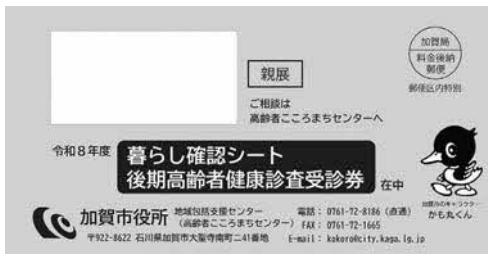 加賀局
料金後納
郵便
郵便区内特別
親展
ご相談は
高齢者こころまちセンターへ
令和8年度
暮らし確認シート
後期高齢者健康診査受診券
在中
加賀市のキャラクター
かも丸くん
加賀市役所
地域包括支援センター
(高齢者こころまちセンター)
電話: 0761-72-8186 (直通)
FAX: 0761-72-1665
〒922-8622 石川県加賀市大聖寺南町ニ41番地
E-mail: kokoro@city.kaga.lg.jp